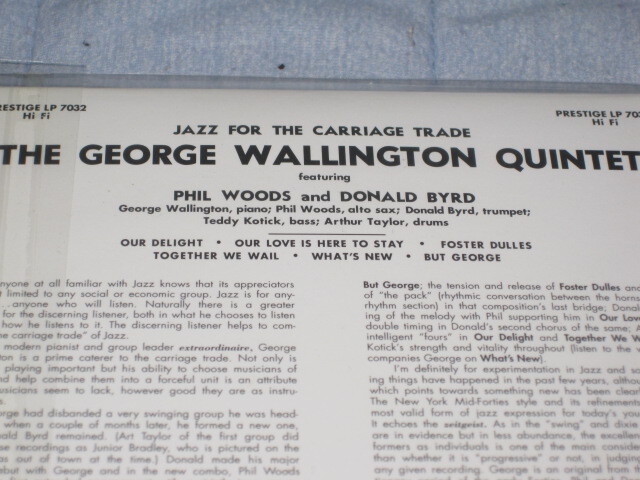 RESTIGE LP 7032
Hi Fi
PRESTIGE LP 703
Hi Fi
JAZZ FOR THE CARRIAGE TRADE
THE GEORGE WALLINGTON QUINTET
featuring
PHIL WOODS and DONALD BYRD
George Wallington, piano; Phil Woods, alto sax; Donald Byrd, trumpet;
Teddy Kotick, bass; Arthur Taylor, drums
OUR DELIGHT • OUR LOVE IS HERE TO STAY • FOSTER DULLES
TOGETHER WE WAIL • WHAT'S NEW • BUT GEORGE
nyone at all familiar with Jazz knows that its appreciators
t limited to any social or economic group. Jazz is for any-
...anyone who will listen. Naturally there is a greater
for the discerning listener, both in what he chooses to listen
how he listens to it. The discerning listener helps to com-
e carriage trade" of Jazz.
modern pianist and group leader extraordinaire, George
ton is a prime caterer to the carriage trade. Not only is
playing important but his ability to choose musicians of
d help combine them into a forceful unit is an attribute
usicians seem to lack, however good they are as instru-
rge had disbanded a very swinging group he was head-
when a couple of months later, he formed a new one,
ald Byrd remained. (Art Taylor of the first group did
se recordings as Junior Bradley, who is pictured on the
as out of town at the time.) Donald made his major
ebut with George and in the new combo, Phil Woods
But George; the tension and release of Foster Dulles and
of "the pack" (rhythmic conversation between the horn
rhythm section) in that composition's last bridge; Donal
ing of the melody with Phil supporting him in Our Love
double timing in Donald's second chorus of the same;
intelligent "fours" in Our Delight and Together We W
Kotick's strength and vitality throughout (listen to the
companies George on What's New).
I'm definitely for experimentation in Jazz and so
ing things have happened in the past few years, altho
which points towards something new has been clear
The New York Mid-Forties style and its refinement
most valid form of jazz expression for today's you
It echoes the zeitgeist. As in the "swing" and dixie
are in evidence but in less abundance, the excellen
formers as individuals is one of the main consider
than whether it is "progressive" or not, in judging
any given recording. George is an original from t